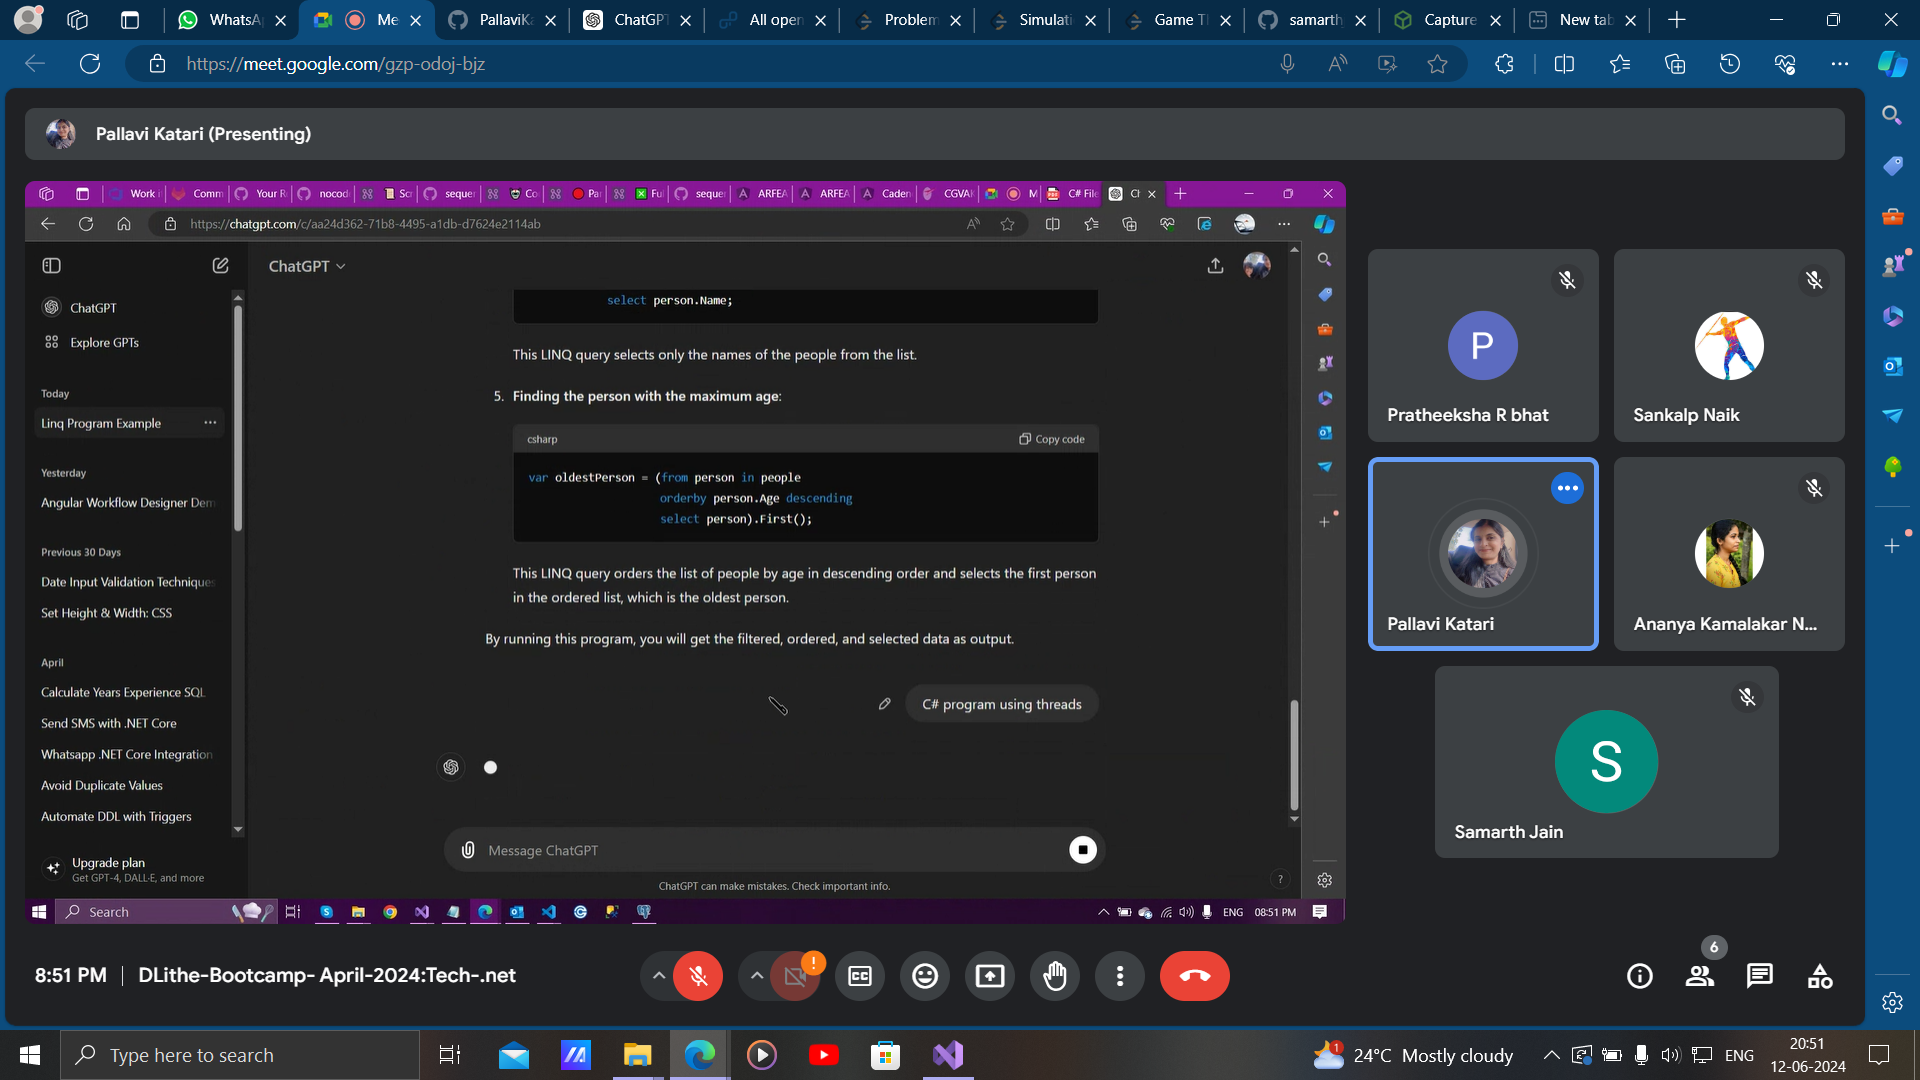 WhatsA
Me
PallaviK
ChatGP
All open
Problem
Simulati
Game T
samarth
Capture
New tab
https://meet.google.com/gzp-odoj-bjz
Pallavi Katari (Presenting)
Work i
Comm
Your R
nocod
Scr
sequer
Co
Par
Ful
sequer
ARFEA
ARFEA
Caden
CGVAK
M
C# File
Ch
https://chatgpt.com/c/aa24d362-71b8-4495-a1db-d7624e2114ab
ChatGPT
ChatGPT
Explore GPTs
Today
Linq Program Example
Yesterday
Angular Workflow Designer Dem
Previous 30 Days
Date Input Validation Techniques
Set Height & Width: CSS
April
Calculate Years Experience SQL
Send SMS with .NET Core
Whatsapp .NET Core Integration
Avoid Duplicate Values
Automate DDL with Triggers
Upgrade plan
Get GPT-4, DALL·E, and more
select person.Name;
This LINQ query selects only the names of the people from the list.
5. Finding the person with the maximum age:
csharp
Copy code
var oldestPerson = (from person in people
orderby person.Age descending
select person).First();
This LINQ query orders the list of people by age in descending order and selects the first person
in the ordered list, which is the oldest person.
By running this program, you will get the filtered, ordered, and selected data as output.
C# program using threads
Message ChatGPT
ChatGPT can make mistakes. Check important info.
?
Search
ENG
08:51 PM
P
Pratheeksha R bhat
Sankalp Naik
Pallavi Katari
Ananya Kamalakar N...
S
Samarth Jain
8:51 PM
DLithe-Bootcamp- April-2024:Tech-.net
!
CC
6
Type here to search
1
24°C Mostly cloudy
ENG
20:51
12-06-2024